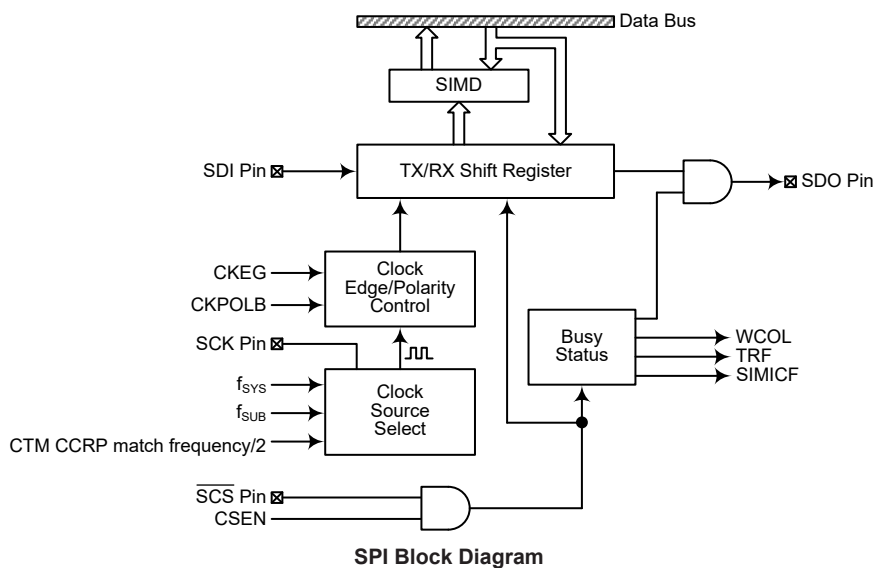 Data Bus
SIMD
SDI Pin
TX/RX Shift Register
SDO Pin
CKEG
CKPOLB
Clock
Edge/Polarity
Control
SCK Pin
Busy
Status
WCOL
TRF
SIMICF
fSYS
fSUB
CTM CCRP match frequency/2
Clock
Source
Select
SCS Pin
CSEN
SPI Block Diagram